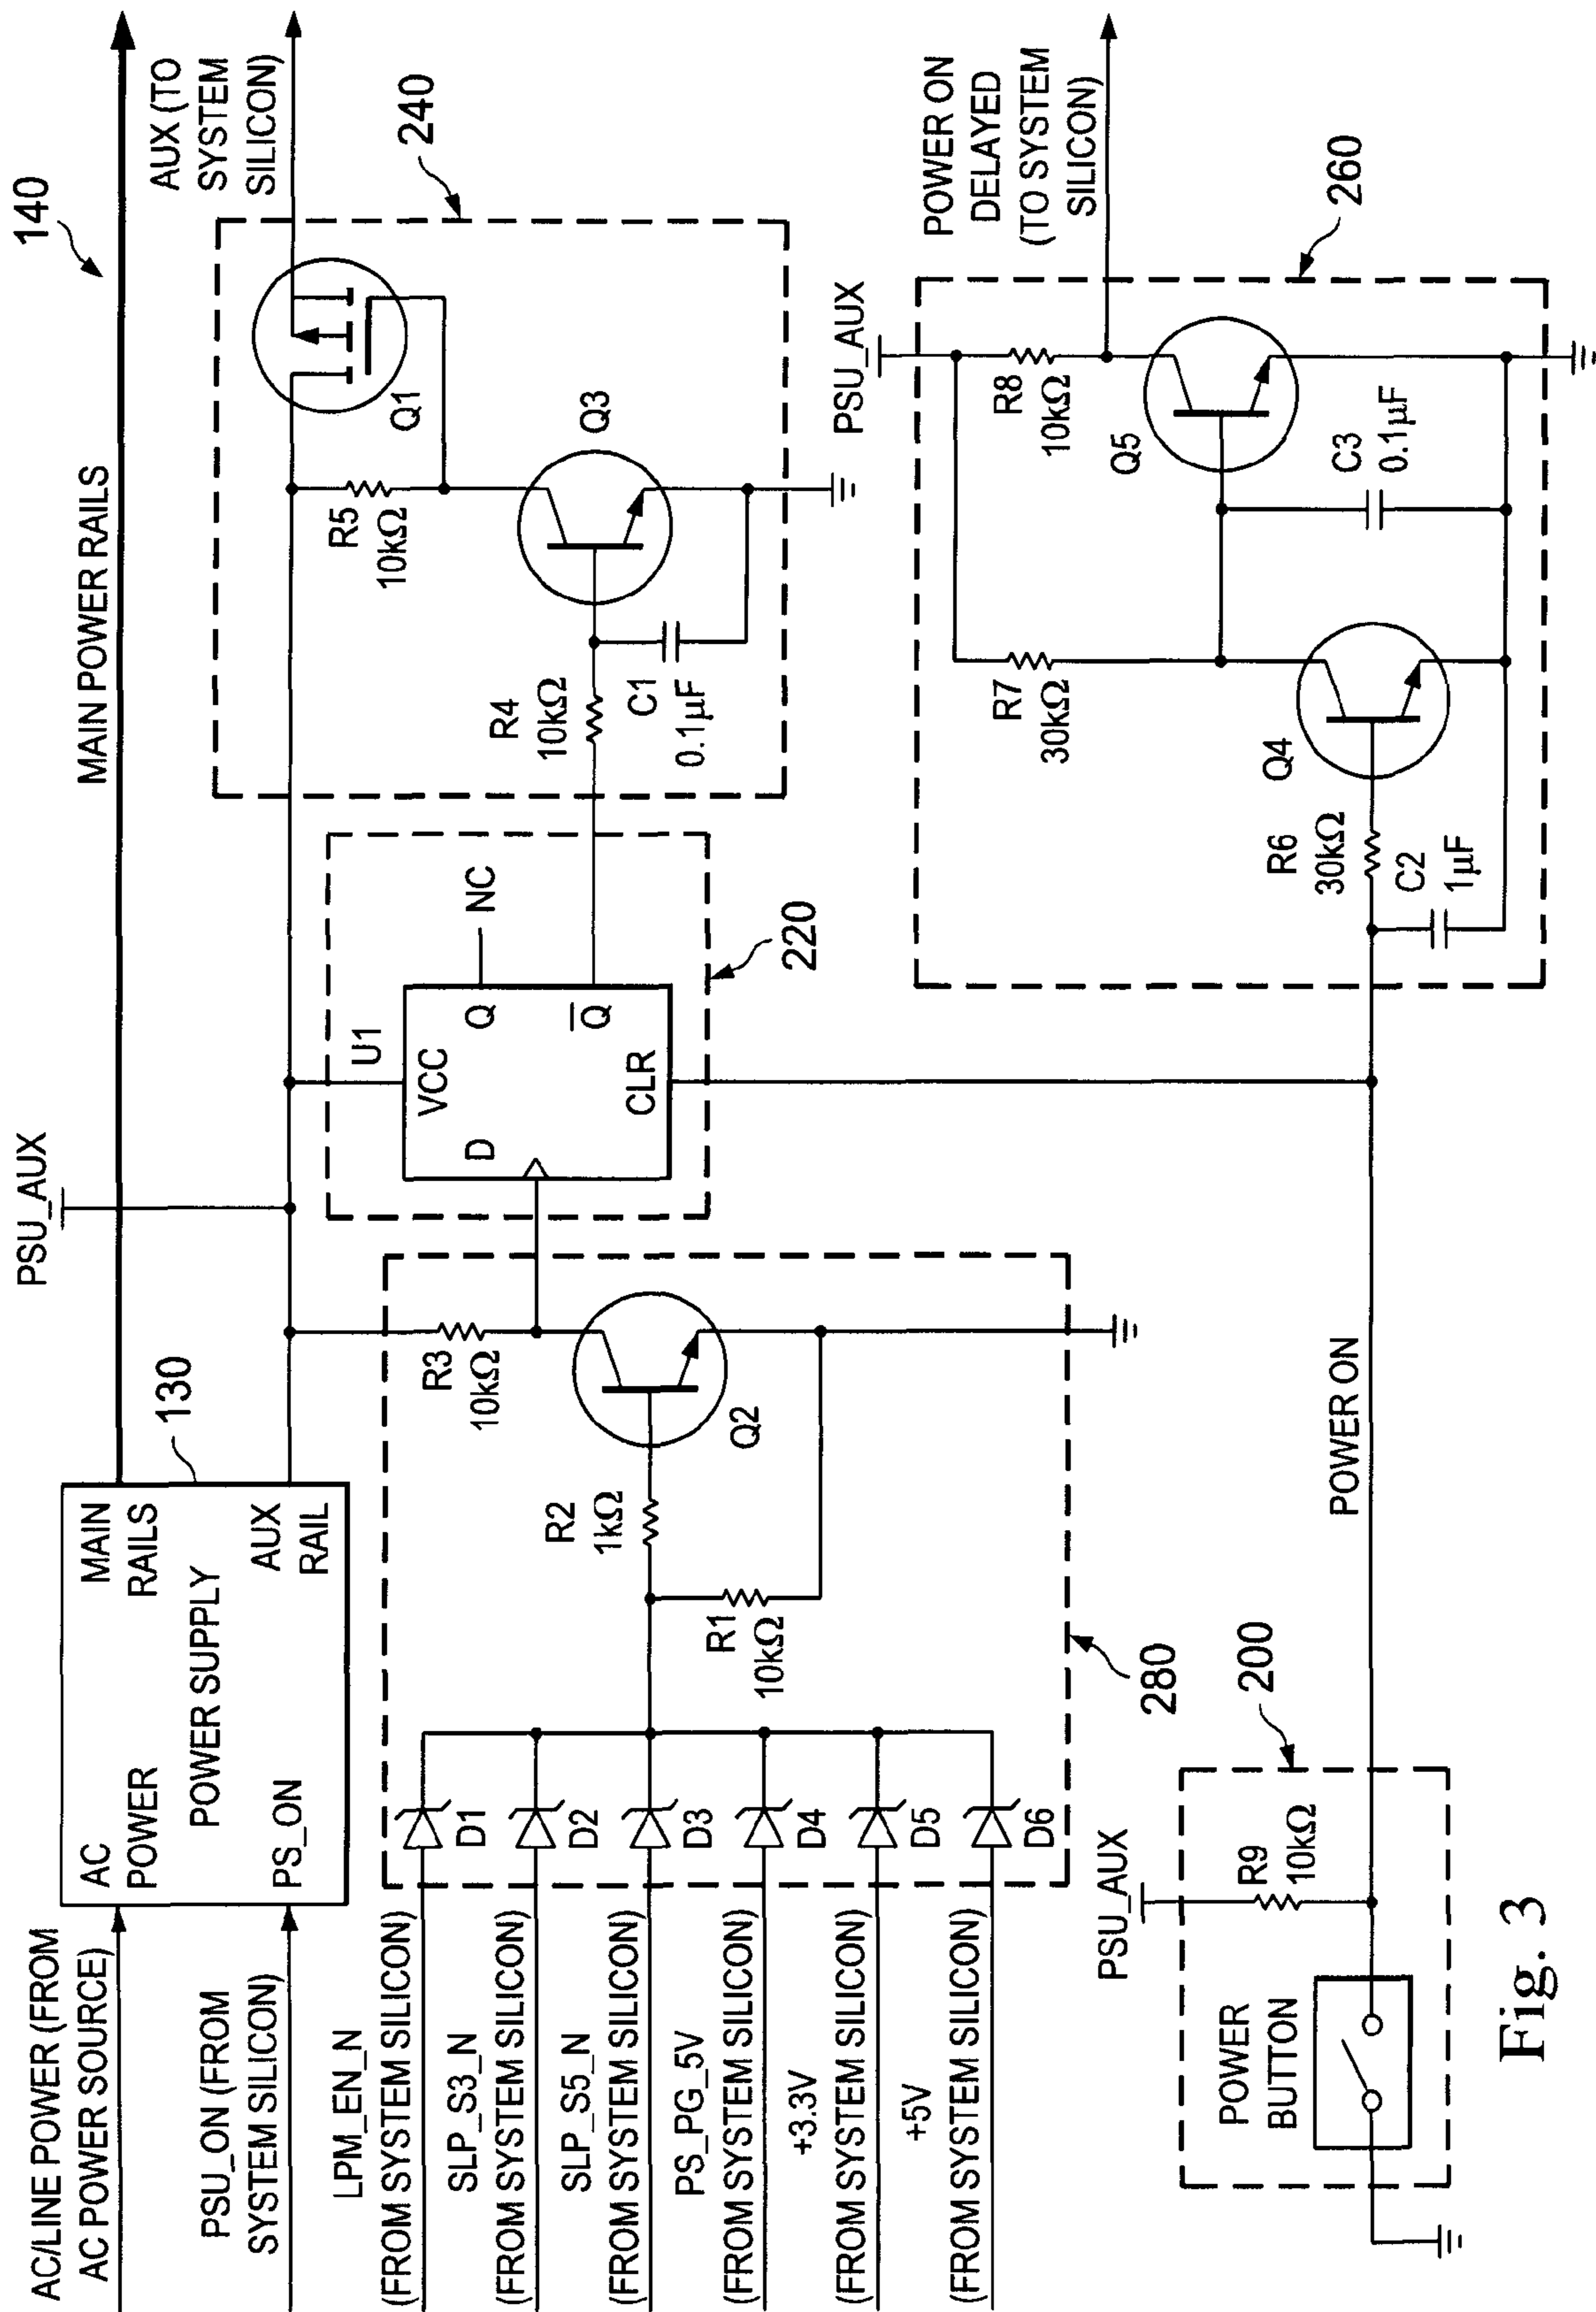 140
MAIN POWER RAILS
PSU_AUX
AC/LINE POWER (FROM
AC POWER SOURCE)
PSU_ON (FROM
SYSTEM SILICON)
AC
POWER
MAIN
RAILS
POWER SUPPLY
PS_ON
AUX
RAIL
130
AUX (TO
SYSTEM
SILICON)
240
Q1
R5
10kΩ
Q3
R4
10kΩ
C1
0.1µF
U1
VCC
D
Q
Q
CLR
NC
220
LPM_EN_N
(FROM SYSTEM SILICON)
SLP_S3_N
(FROM SYSTEM SILICON)
SLP_S5_N
(FROM SYSTEM SILICON)
PS_PG_5V
(FROM SYSTEM SILICON)
+3.3V
(FROM SYSTEM SILICON)
+5V
(FROM SYSTEM SILICON)
D1
D2
D3
D4
D5
D6
R3
10kΩ
R2
1kΩ
Q2
R1
10kΩ
280
PSU_AUX
R8
10kΩ
Q5
C3
0.1µF
R7
30kΩ
Q4
R6
30kΩ
C2
1µF
POWER ON
DELAYED
(TO SYSTEM
SILICON)
260
PSU_AUX
R9
10kΩ
200
POWER
BUTTON
POWER ON
Fig. 3